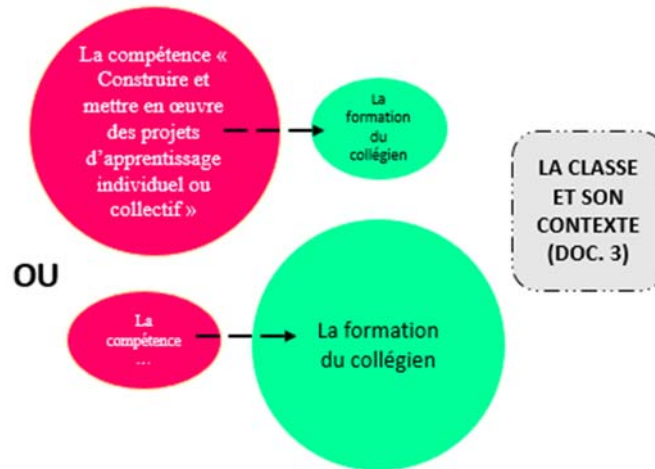 La compétence «
Construire et
mettre en œuvre
des projets
d'apprentissage
individuel ou
collectif »
La
formation
du
collégien
LA CLASSE
ET SON
CONTEXTE
(DOC. 3)
OU
La
compétence
...
La formation
du collégien